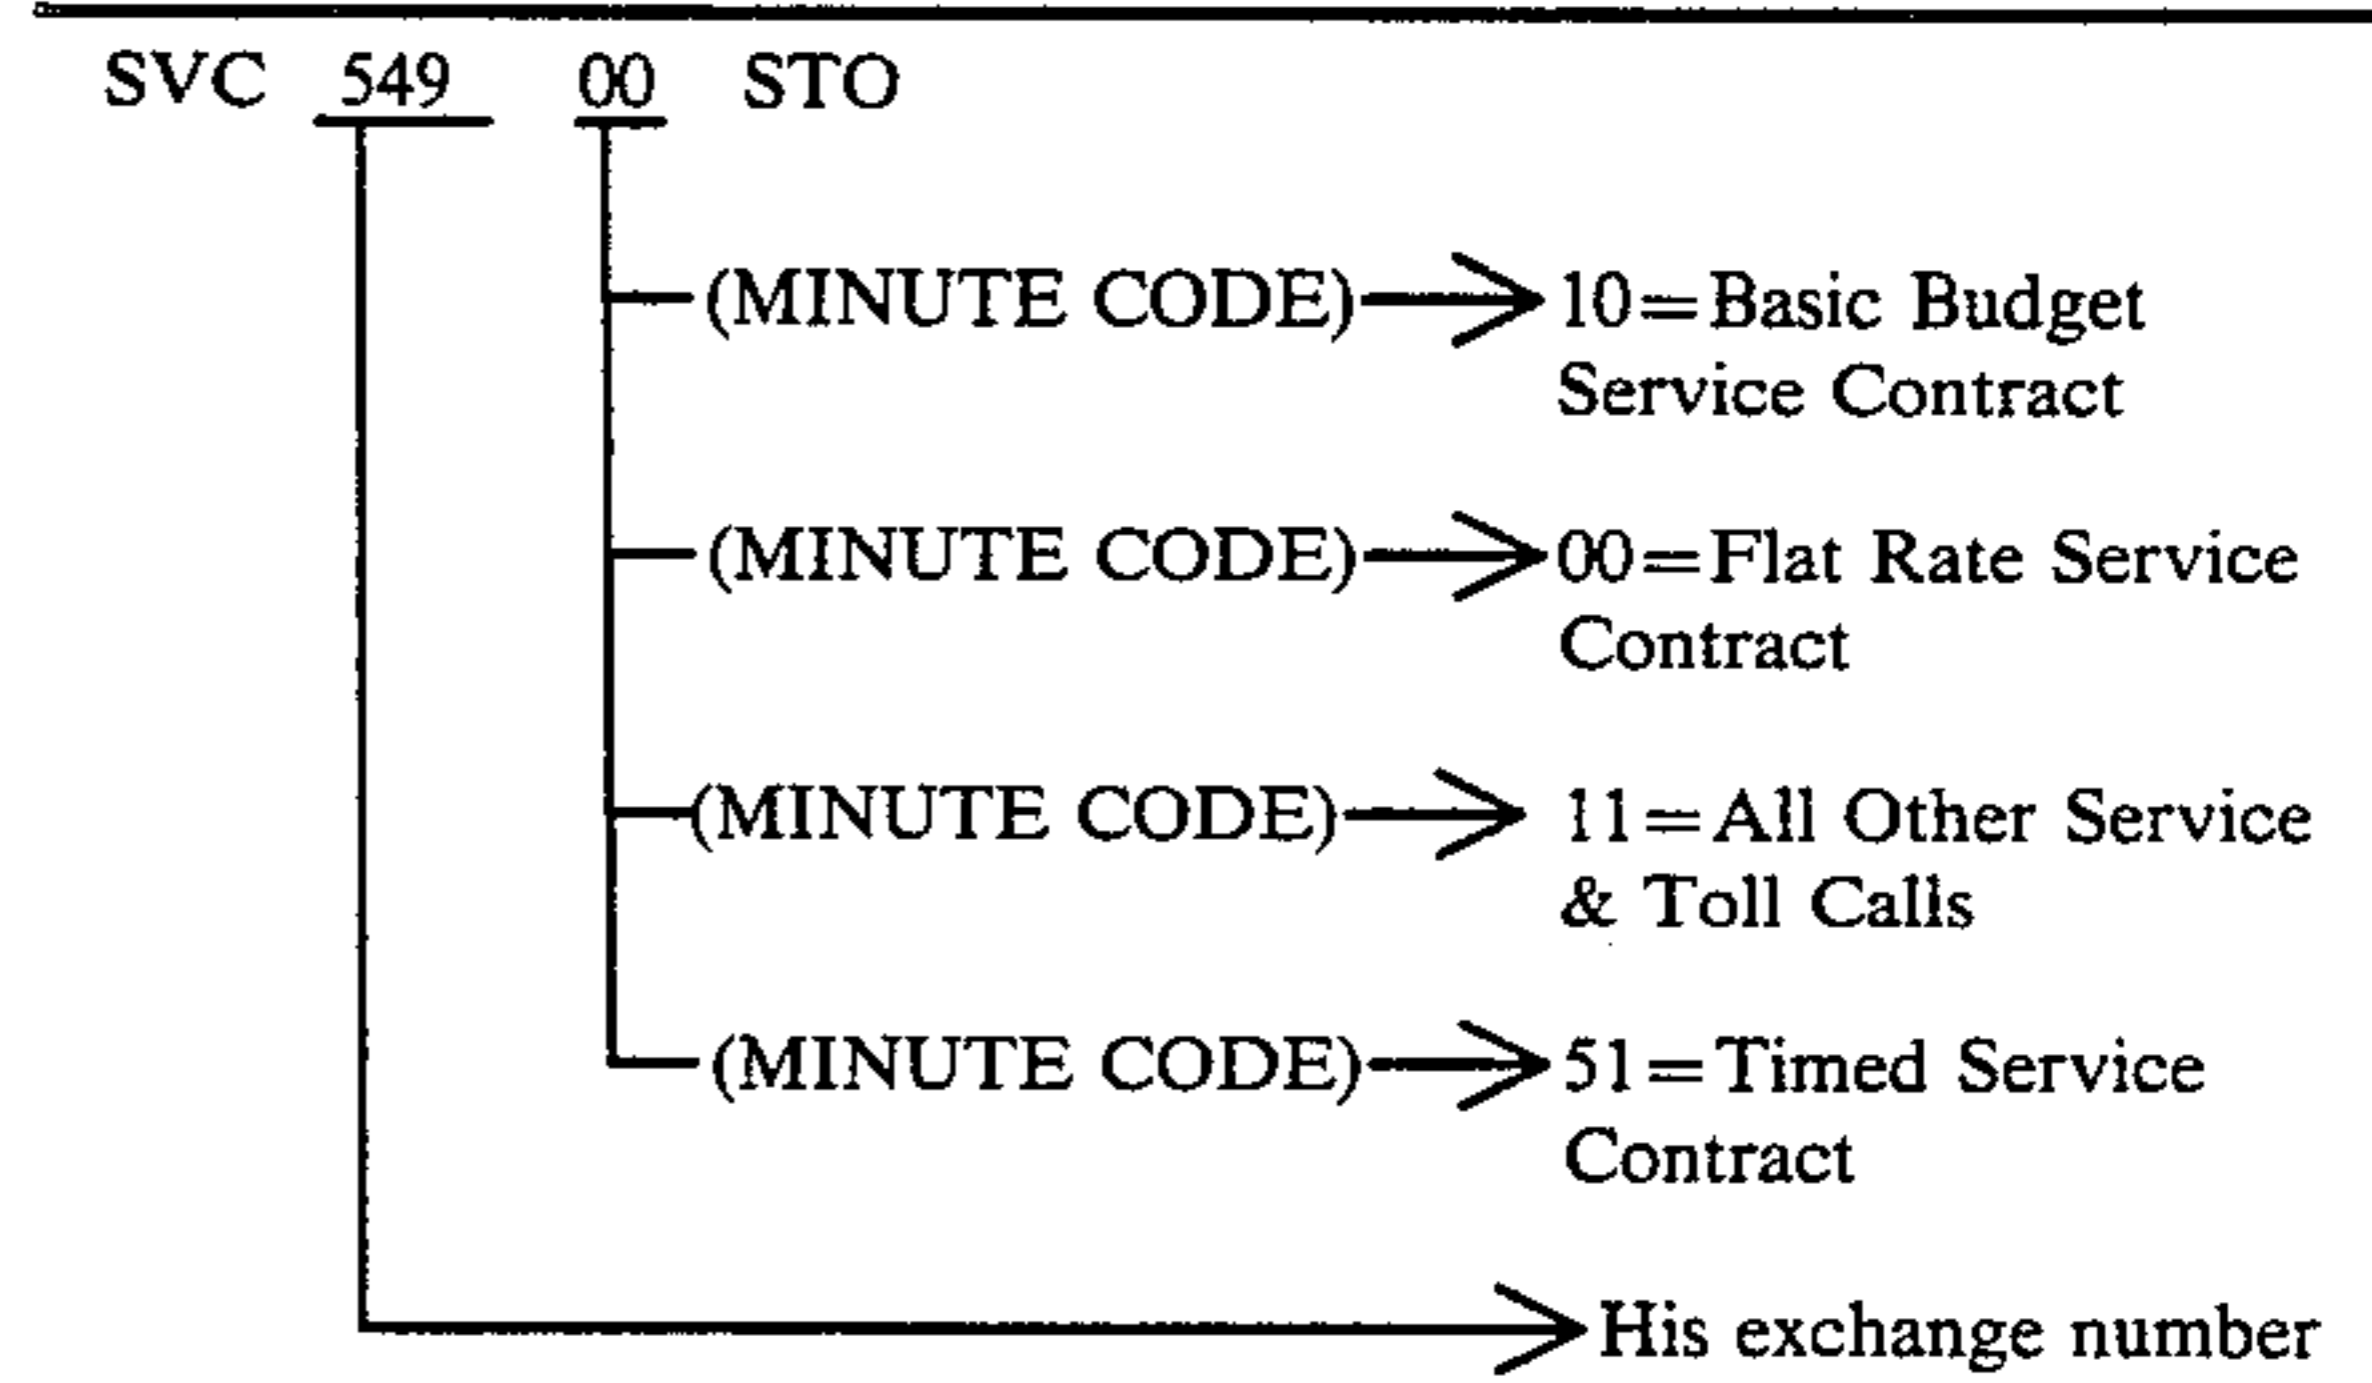 SVC 549 00 STO
(MINUTE CODE) 10=Basic Budget
Service Contract
(MINUTE CODE) 00=Flat Rate Service
Contract
(MINUTE CODE) 11=All Other Service
& Toll Calls
(MINUTE CODE) 51=Timed Service
Contract
His exchange number